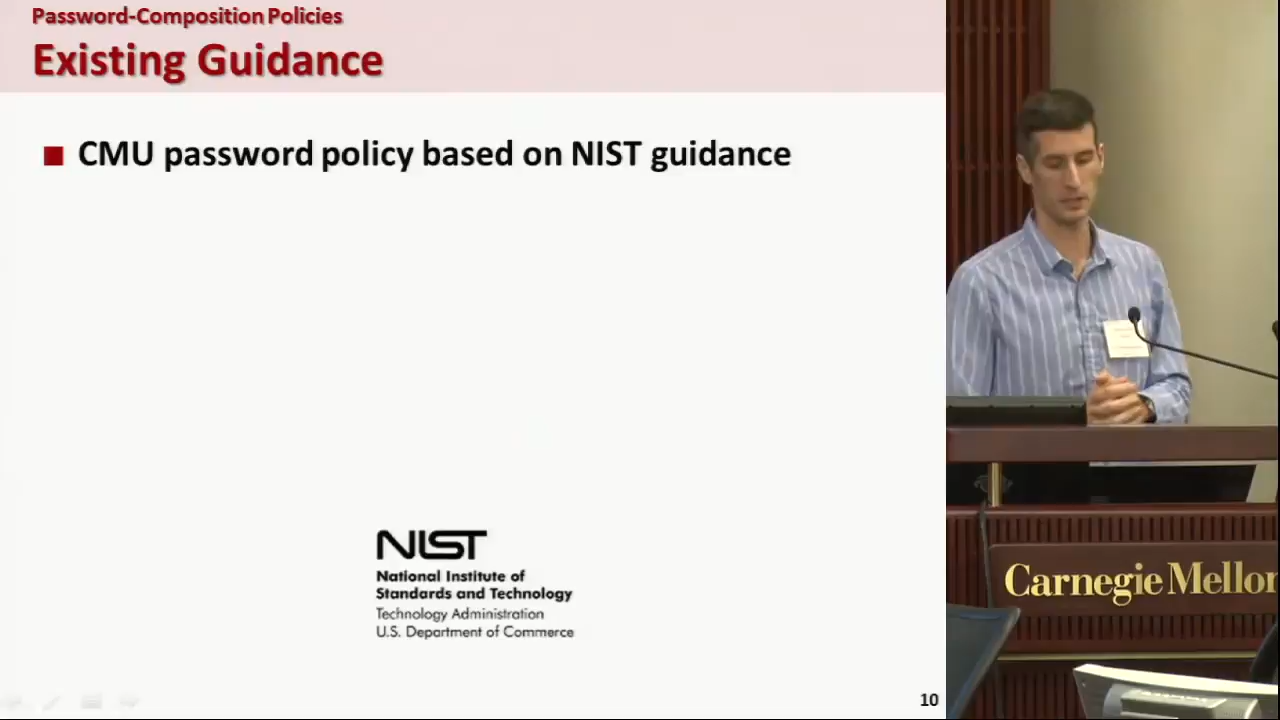 Password-Composition Policies
Existing Guidance
CMU password policy based on NIST guidance
NIST
National Institute of
Standards and Technology
Technology Administration
U.S. Department of Commerce
10
Carnegie Mellon